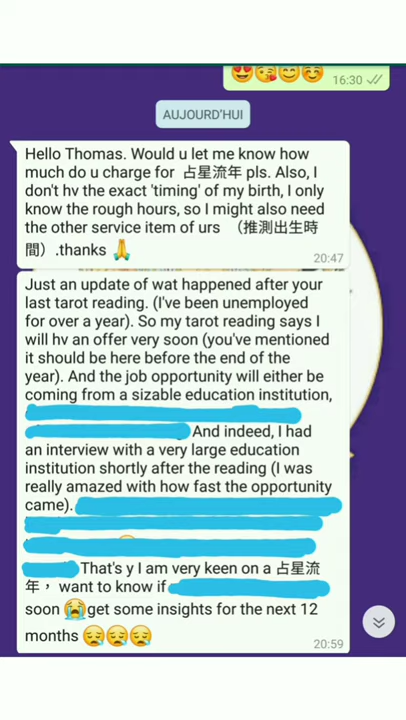 😍😘😊☺️ 16:30
AUJOURD'HUI
Hello Thomas. Would u let me know how
much do u charge for 占星流年 pls. Also, I
don't hv the exact 'timing' of my birth, I only
know the rough hours, so I might also need
the other service item of urs （推測出生時
間）.thanks 🙏
20:47
Just an update of wat happened after your
last tarot reading. (I've been unemployed
for over a year). So my tarot reading says I
will hv an offer very soon (you've mentioned
it should be here before the end of the
year). And the job opportunity will either be
coming from a sizable education institution,
And indeed, I had
an interview with a very large education
institution shortly after the reading (I was
really amazed with how fast the opportunity
came).
That's y I am very keen on a 占星流
年， want to know if
soon 😭get some insights for the next 12
months 😪😪😪
20:59